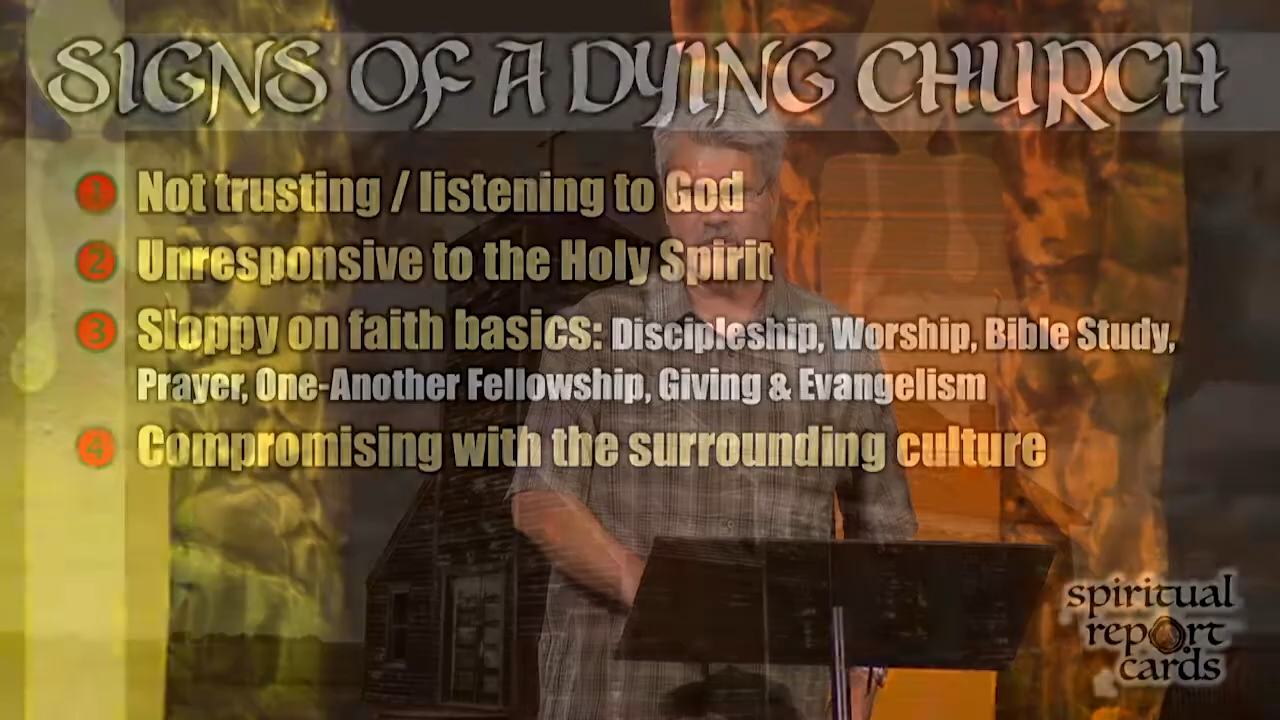 SIGNS OF A DYING CHURCH
1 Not trusting / listening to God
2 Unresponsive to the Holy Spirit
3 Sloppy on faith basics: Discipleship, Worship, Bible Study,
Prayer, One-Another Fellowship, Giving & Evangelism
4 Compromising with the surrounding culture
spiritual
report
cards